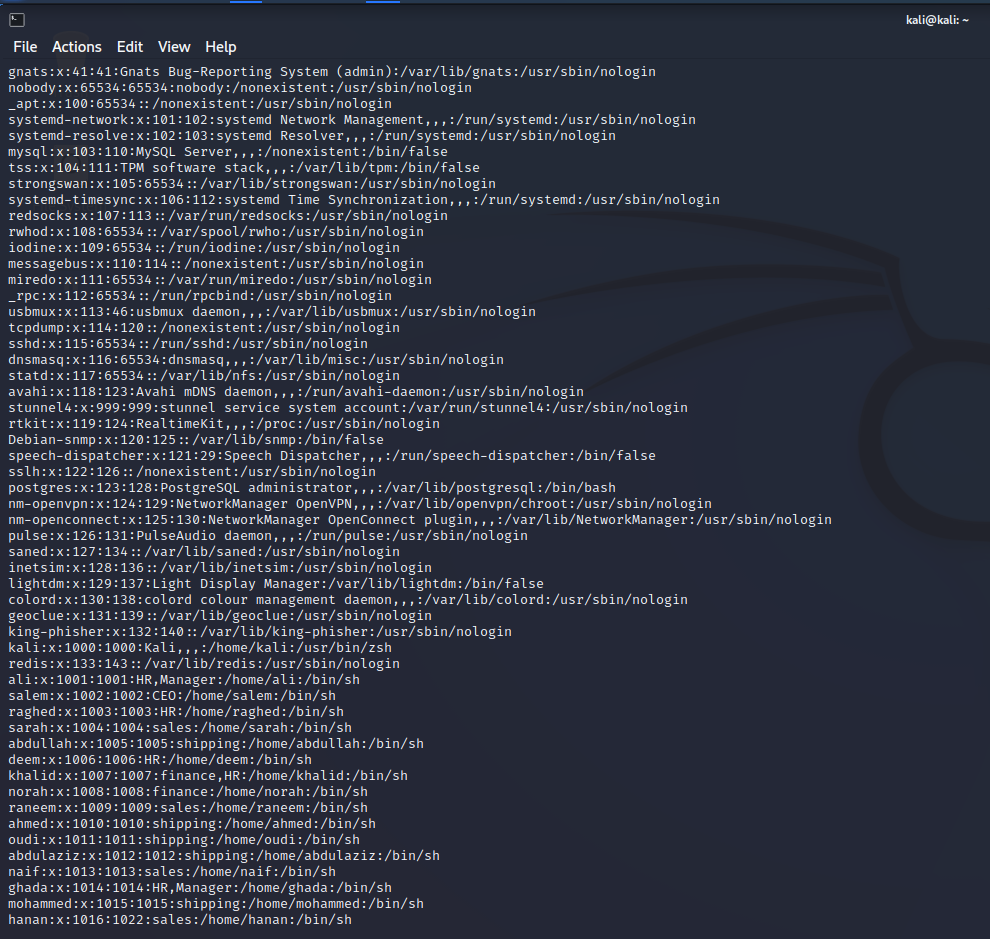 kali@kali: ~
File Actions Edit View Help
gnats:x:41:41:Gnats Bug-Reporting System (admin):/var/lib/gnats:/usr/sbin/nologin
nobody:x:65534:65534:nobody:/nonexistent:/usr/sbin/nologin
_apt:x:100:65534::/nonexistent:/usr/sbin/nologin
systemd-network:x:101:102:systemd Network Management,,,:/run/systemd:/usr/sbin/nologin
systemd-resolve:x:102:103:systemd Resolver,,,:/run/systemd:/usr/sbin/nologin
mysql:x:103:110:MySQL Server,,,:/nonexistent:/bin/false
tss:x:104:111:TPM software stack,,,:/var/lib/tpm:/bin/false
strongswan:x:105:65534::/var/lib/strongswan:/usr/sbin/nologin
systemd-timesync:x:106:112:systemd Time Synchronization,,,:/run/systemd:/usr/sbin/nologin
redsocks:x:107:113::/var/run/redsocks:/usr/sbin/nologin
rwhod:x:108:65534::/var/spool/rwho:/usr/sbin/nologin
iodine:x:109:65534::/run/iodine:/usr/sbin/nologin
messagebus:x:110:114::/nonexistent:/usr/sbin/nologin
miredo:x:111:65534::/var/run/miredo:/usr/sbin/nologin
_rpc:x:112:65534::/run/rpcbind:/usr/sbin/nologin
usbmux:x:113:46:usbmux daemon,,,:/var/lib/usbmux:/usr/sbin/nologin
tcpdump:x:114:120::/nonexistent:/usr/sbin/nologin
sshd:x:115:65534::/run/sshd:/usr/sbin/nologin
dnsmasq:x:116:65534:dnsmasq,,,:/var/lib/misc:/usr/sbin/nologin
statd:x:117:65534::/var/lib/nfs:/usr/sbin/nologin
avahi:x:118:123:Avahi mDNS daemon,,,:/run/avahi-daemon:/usr/sbin/nologin
stunnel4:x:999:999:stunnel service system account:/var/run/stunnel4:/usr/sbin/nologin
rtkit:x:119:124:RealtimeKit,,,:/proc:/usr/sbin/nologin
Debian-snmp:x:120:125::/var/lib/snmp:/bin/false
speech-dispatcher:x:121:29:Speech Dispatcher,,,:/run/speech-dispatcher:/bin/false
sslh:x:122:126::/nonexistent:/usr/sbin/nologin
postgres:x:123:128:PostgreSQL administrator,,,:/var/lib/postgresql:/bin/bash
nm-openvpn:x:124:129:NetworkManager OpenVPN,,,:/var/lib/openvpn/chroot:/usr/sbin/nologin
nm-openconnect:x:125:130:NetworkManager OpenConnect plugin,,,:/var/lib/NetworkManager:/usr/sbin/nologin
pulse:x:126:131:PulseAudio daemon,,,:/run/pulse:/usr/sbin/nologin
saned:x:127:134::/var/lib/saned:/usr/sbin/nologin
inetsim:x:128:136::/var/lib/inetsim:/usr/sbin/nologin
lightdm:x:129:137:Light Display Manager:/var/lib/lightdm:/bin/false
colord:x:130:138:colord colour management daemon,,,:/var/lib/colord:/usr/sbin/nologin
geoclue:x:131:139::/var/lib/geoclue:/usr/sbin/nologin
king-phisher:x:132:140::/var/lib/king-phisher:/usr/sbin/nologin
kali:x:1000:1000:Kali,,,:/home/kali:/usr/bin/zsh
redis:x:133:143::/var/lib/redis:/usr/sbin/nologin
ali:x:1001:1001:HR,Manager:/home/ali:/bin/sh
salem:x:1002:1002:CEO:/home/salem:/bin/sh
raghed:x:1003:1003:HR:/home/raghed:/bin/sh
sarah:x:1004:1004:sales:/home/sarah:/bin/sh
abdullah:x:1005:1005:shipping:/home/abdullah:/bin/sh
deem:x:1006:1006:HR:/home/deem:/bin/sh
khalid:x:1007:1007:finance,HR:/home/khalid:/bin/sh
norah:x:1008:1008:finance:/home/norah:/bin/sh
raneem:x:1009:1009:sales:/home/raneem:/bin/sh
ahmed:x:1010:1010:shipping:/home/ahmed:/bin/sh
oudi:x:1011:1011:shipping:/home/oudi:/bin/sh
abdulaziz:x:1012:1012:shipping:/home/abdulaziz:/bin/sh
naif:x:1013:1013:sales:/home/naif:/bin/sh
ghada:x:1014:1014:HR,Manager:/home/ghada:/bin/sh
mohammed:x:1015:1015:shipping:/home/mohammed:/bin/sh
hanan:x:1016:1022:sales:/home/hanan:/bin/sh